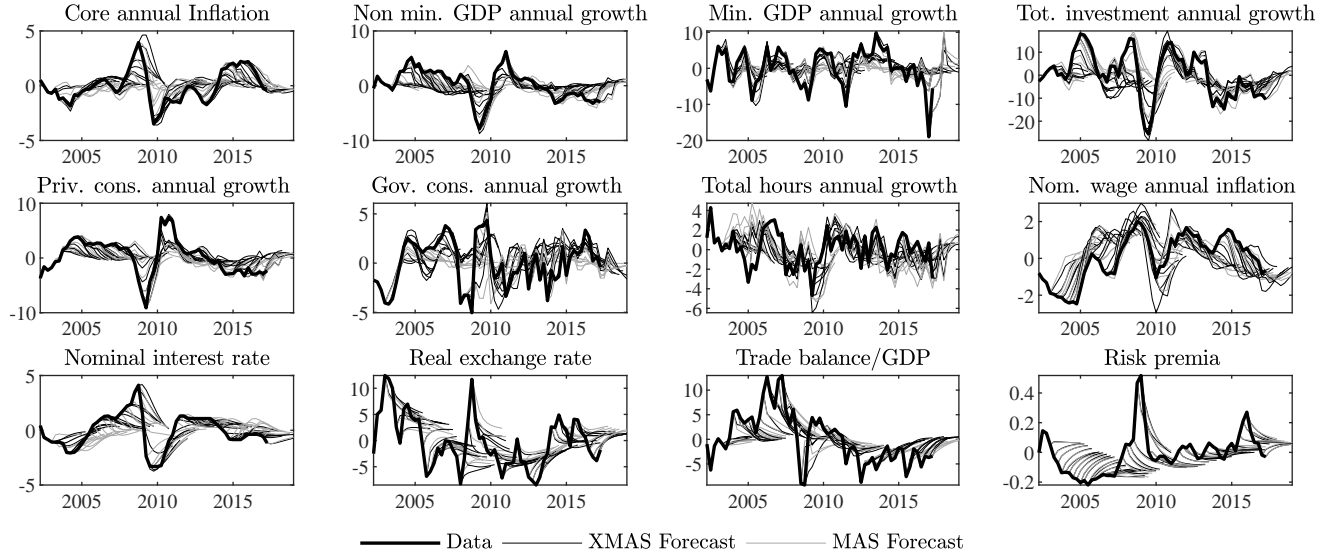 Core annual Inflation
5
0
-5
2005 2010 2015
Non min. GDP annual growth
10
0
-10
2005 2010 2015
Min. GDP annual growth
10
0
-10
-20
2005 2010 2015
Tot. investment annual growth
10
0
-10
-20
2005 2010 2015
Priv. cons. annual growth
10
0
-10
2005 2010 2015
Gov. cons. annual growth
5
0
-5
2005 2010 2015
Total hours annual growth
4
2
0
-2
-4
-6
2005 2010 2015
Nom. wage annual inflation
2
0
-2
2005 2010 2015
Nominal interest rate
5
0
-5
2005 2010 2015
Real exchange rate
10
5
0
-5
2005 2010 2015
Trade balance/GDP
10
5
0
-5
2005 2010 2015
Risk premia
0.4
0.2
0
-0.2
2005 2010 2015
Data XMAS Forecast MAS Forecast